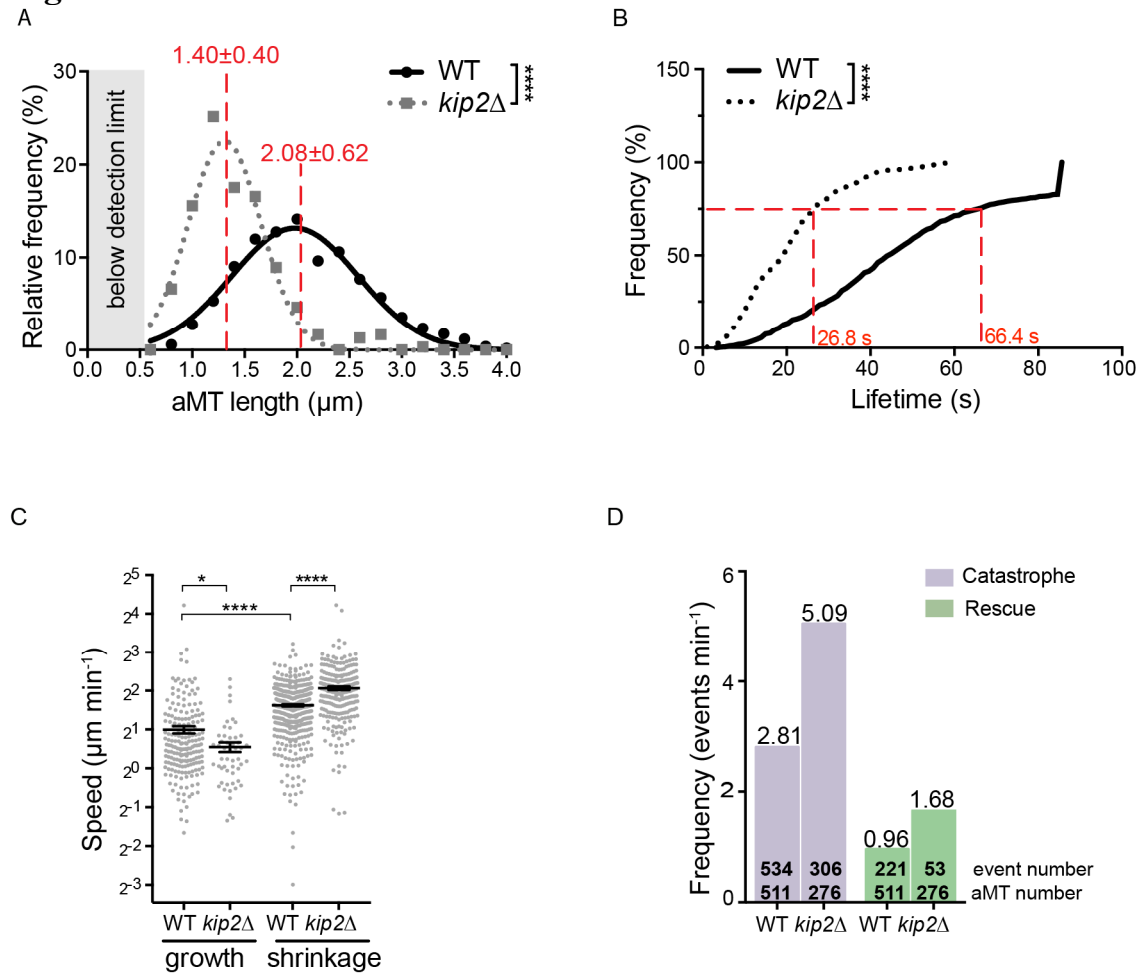 A
1.40±0.40
WT
****
kip2Δ
2.08±0.62
below detection limit
Relative frequency (%)
30
20
10
0
0.0 0.5 1.0 1.5 2.0 2.5 3.0 3.5 4.0
aMT length (μm)
B
WT
****
kip2Δ
Frequency (%)
150
100
50
0
26.8 s
66.4 s
0 20 40 60 80 100
Lifetime (s)
C
Speed (μm min-1)
2^5
2^4
2^3
2^2
2^1
2^0
2^-1
2^-2
2^-3
*
****
****
WT kip2Δ WT kip2Δ
growth shrinkage
D
Catastrophe
Rescue
Frequency (events min-1)
6
4
2
0
2.81
5.09
0.96
1.68
534 306 221 53 event number
511 276 511 276 aMT number
WT kip2Δ WT kip2Δ